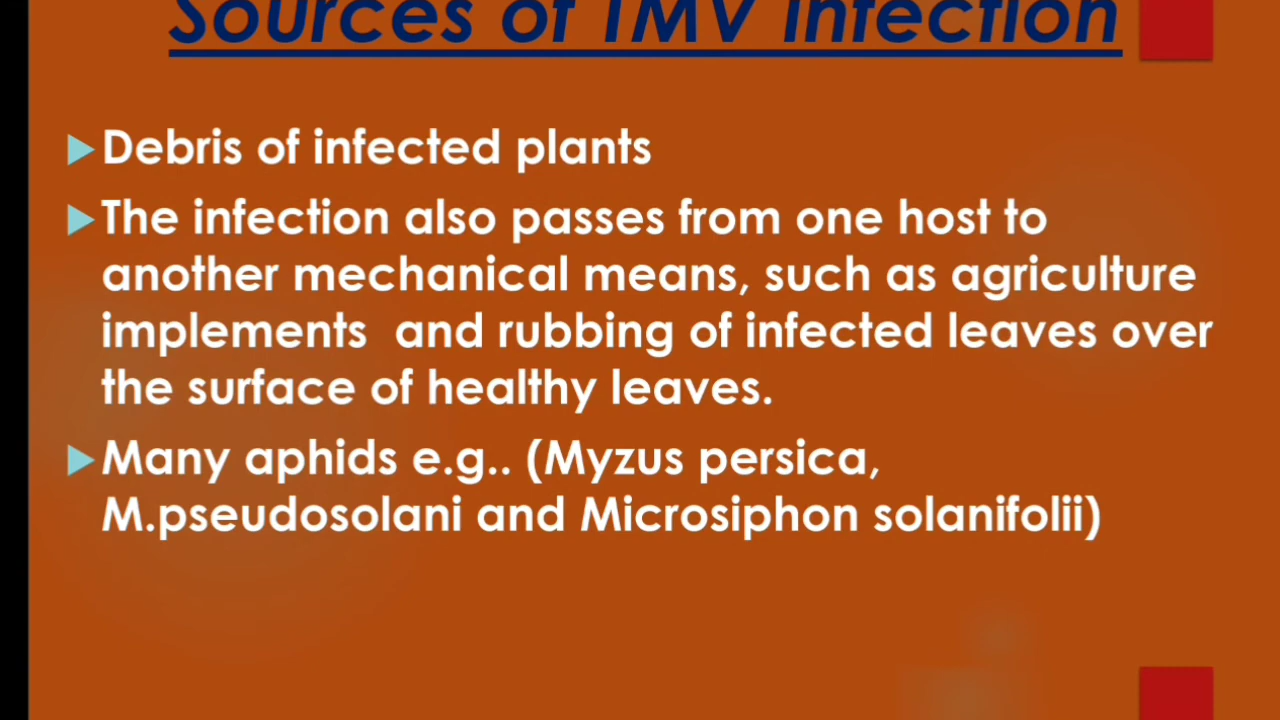 Sources of TMV Infection
Debris of infected plants
The infection also passes from one host to
another mechanical means, such as agriculture
implements and rubbing of infected leaves over
the surface of healthy leaves.
Many aphids e.g.. (Myzus persica,
M.pseudosolani and Microsiphon solanifolii)